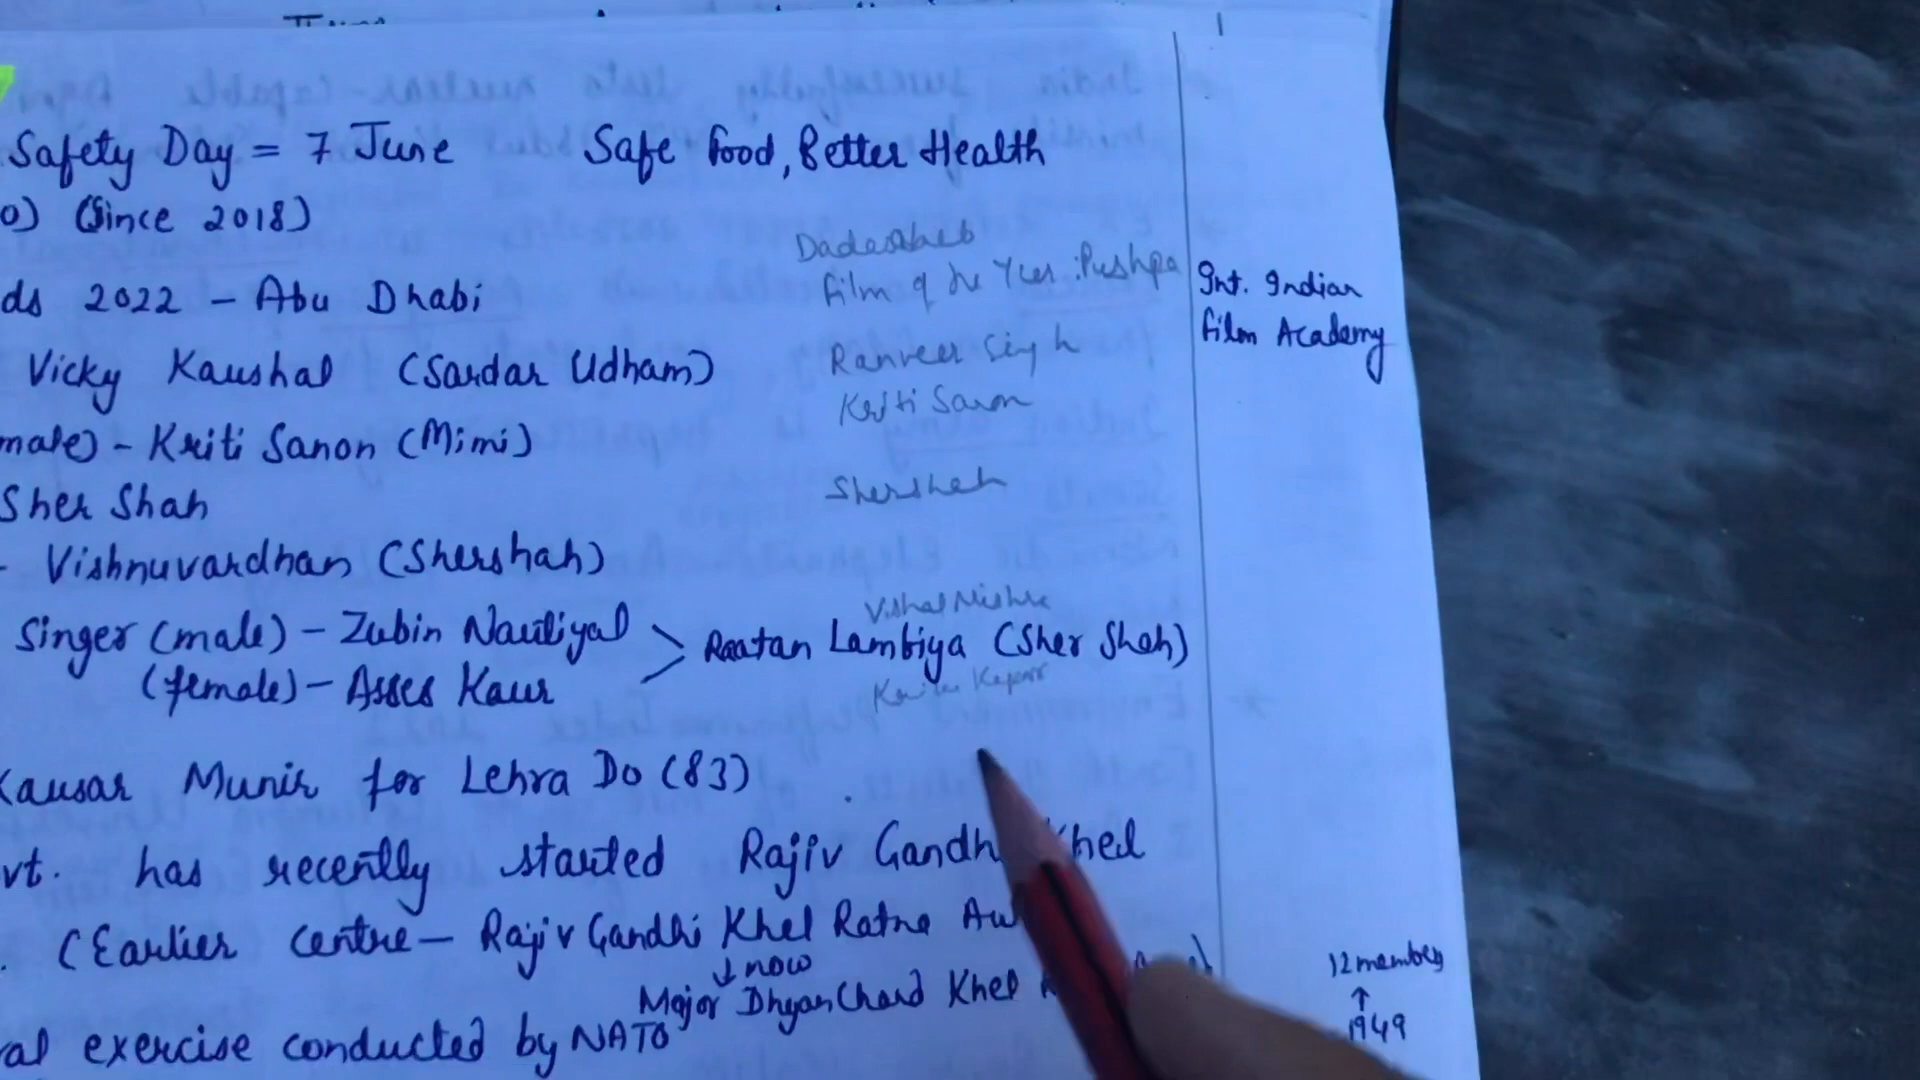 Safety Day = 7 June Safe food, Better Health
o) (Since 2018)
Dadasaheb
film of the Year : Pushpa
Int. Indian
film Academy
ds 2022 - Abu Dhabi
Vicky Kaushal (Sardar Udham)
Ranveer Singh
male) - Kriti Sanon (Mimi)
Kriti Sanon
Sher Shah
Shershah
- Vishnuvardhan (Shershah)
Vishal Mishra
Singer (male) - Zubin Nautiyal
(female) - Asses Kaur
> Raatan Lambiya (Sher Shah)
Kapoor
Kausar Munir for Lehra Do (83)
vt. has recently started Rajiv Gandhi Khel
. (Earlier centre - Rajiv Gandhi Khel Ratna Aw
↓ now
Major Dhyanchand Khel
12 members
↑
1949
al exercise conducted by NATO